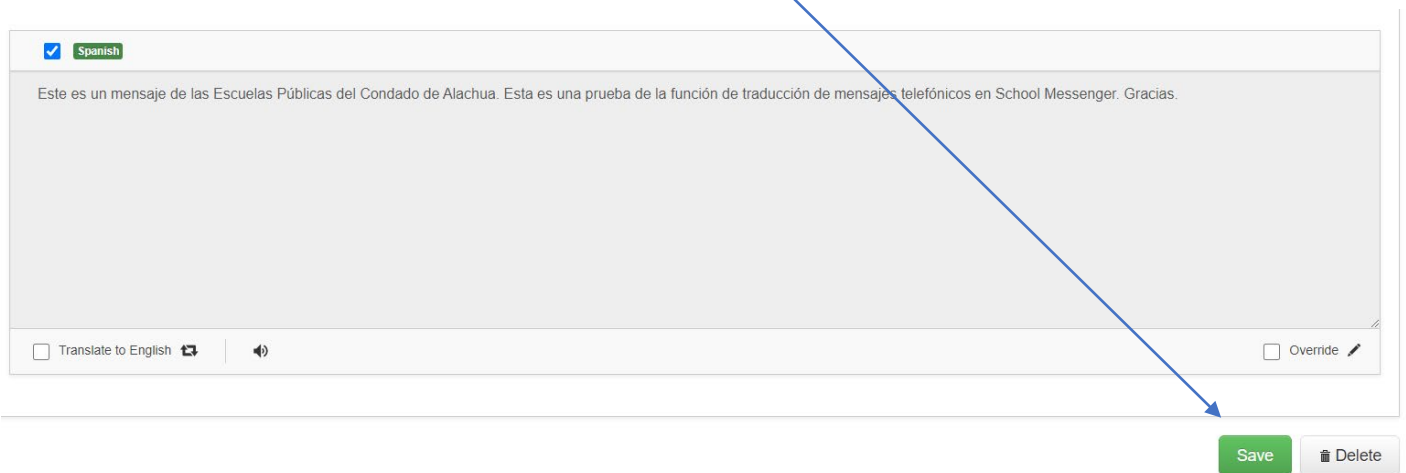 Spanish
Este es un mensaje de las Escuelas Públicas del Condado de Alachua. Esta es una prueba de la función de traducción de mensajes telefónicos en School Messenger. Gracias.
Translate to English
Override
Save
Delete